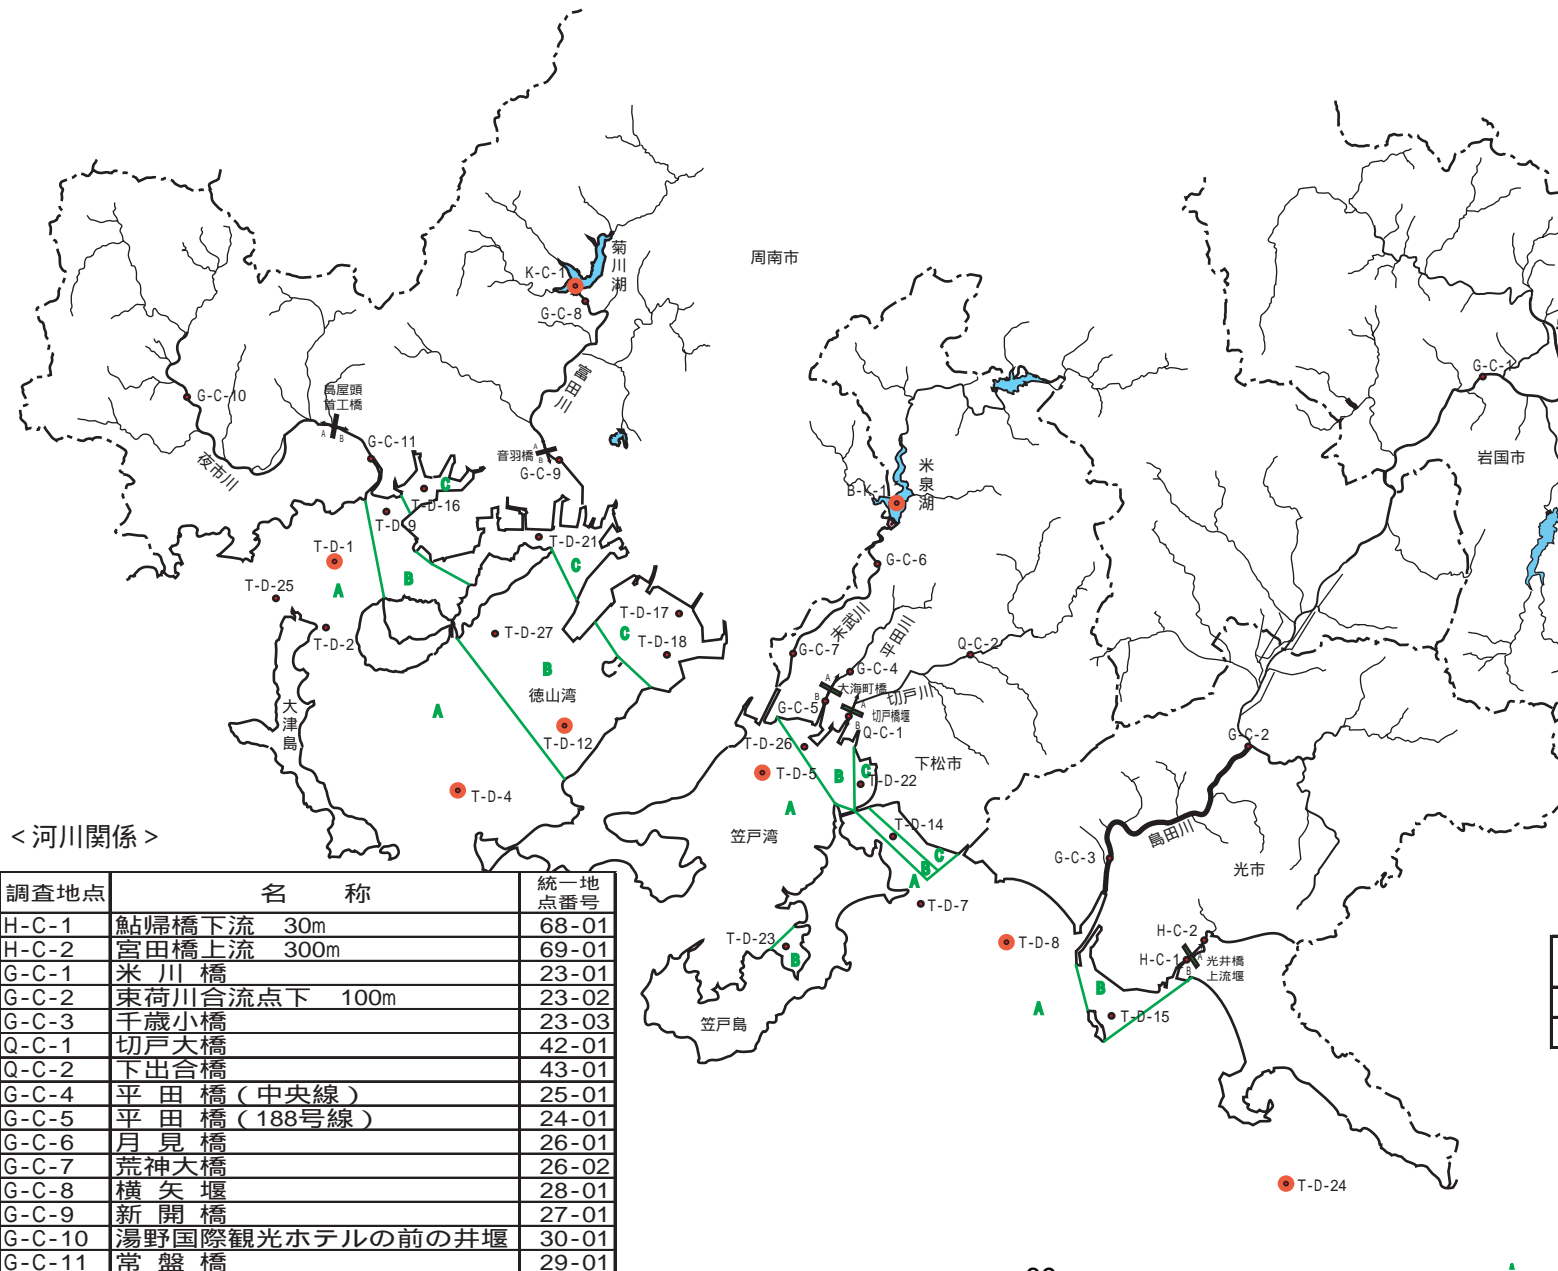 周南市
菊川湖
K-C-1
G-C-8
富田川
G-C-10
島屋頭
首工橋
A
B
G-C-11
夜市川
音羽橋
A
B
G-C-9
C
T-D-16
T-D-9
T-D-21
T-D-1
A
B
C
T-D-25
T-D-2
T-D-17
C
T-D-18
T-D-27
B
徳山湾
T-D-12
A
大津島
T-D-4
米泉湖
B-K-1
G-C-6
末武川
平田川
G-C-7
G-C-4
Q-C-2
A
B
大海町橋
切戸川
G-C-5
A
B
切戸橋堰
Q-C-1
T-D-26
T-D-5
B
C
T-D-22
下松市
A
笠戸湾
T-D-14
C
B
A
T-D-7
T-D-23
B
笠戸島
T-D-8
A
G-C-1
岩国市
G-C-2
島田川
G-C-3
光市
H-C-2
H-C-1
A
B
光井橋
上流堰
B
T-D-15
T-D-24
A
<河川関係>
調査地点 名 称 統一地点番号
H-C-1 鮎帰橋下流 30m 68-01
H-C-2 宮田橋上流 300m 69-01
G-C-1 米川橋 23-01
G-C-2 束荷川合流点下 100m 23-02
G-C-3 千歳小橋 23-03
Q-C-1 切戸大橋 42-01
Q-C-2 下出合橋 43-01
G-C-4 平田橋(中央線) 25-01
G-C-5 平田橋(188号線) 24-01
G-C-6 月見橋 26-01
G-C-7 荒神大橋 26-02
G-C-8 横矢堰 28-01
G-C-9 新開橋 27-01
G-C-10 湯野国際観光ホテルの前の井堰 30-01
G-C-11 常盤橋 29-01